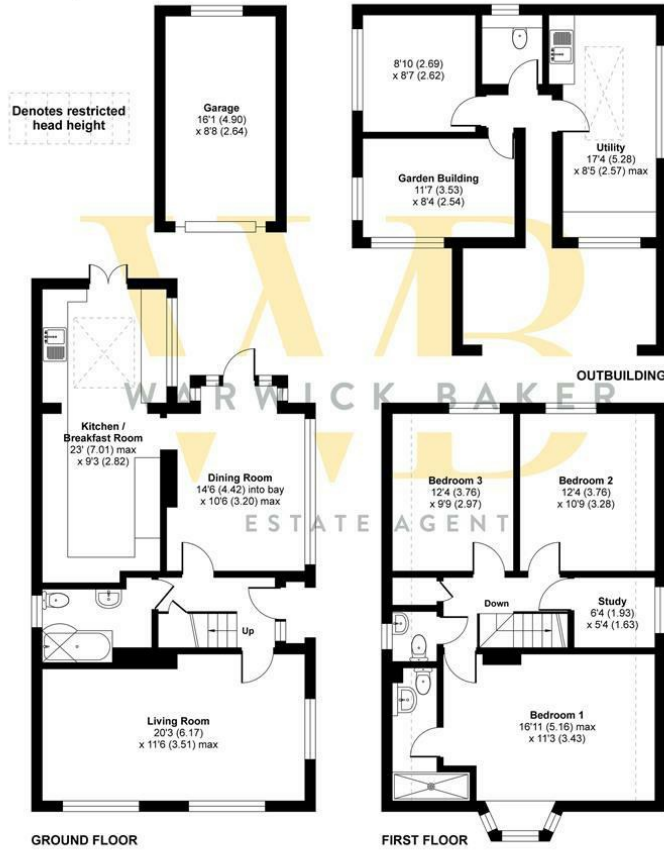 Denotes restricted
head height
Garage
16'1 (4.90)
x 8'8 (2.64)
8'10 (2.69)
x 8'7 (2.62)
Garden Building
11'7 (3.53)
x 8'4 (2.54)
Utility
17'4 (5.28)
x 8'5 (2.57) max
OUTBUILDING
WB
WARWICK BAKER
ESTATE AGENT
Kitchen /
Breakfast Room
23' (7.01) max
x 9'3 (2.82)
Dining Room
14'6 (4.42) into bay
x 10'6 (3.20) max
Up
Living Room
20'3 (6.17)
x 11'6 (3.51) max
GROUND FLOOR
Bedroom 3
12'4 (3.76)
x 9'9 (2.97)
Bedroom 2
12'4 (3.76)
x 10'9 (3.28)
Down
Study
6'4 (1.93)
x 5'4 (1.63)
Bedroom 1
16'11 (5.16) max
x 11'3 (3.43)
FIRST FLOOR